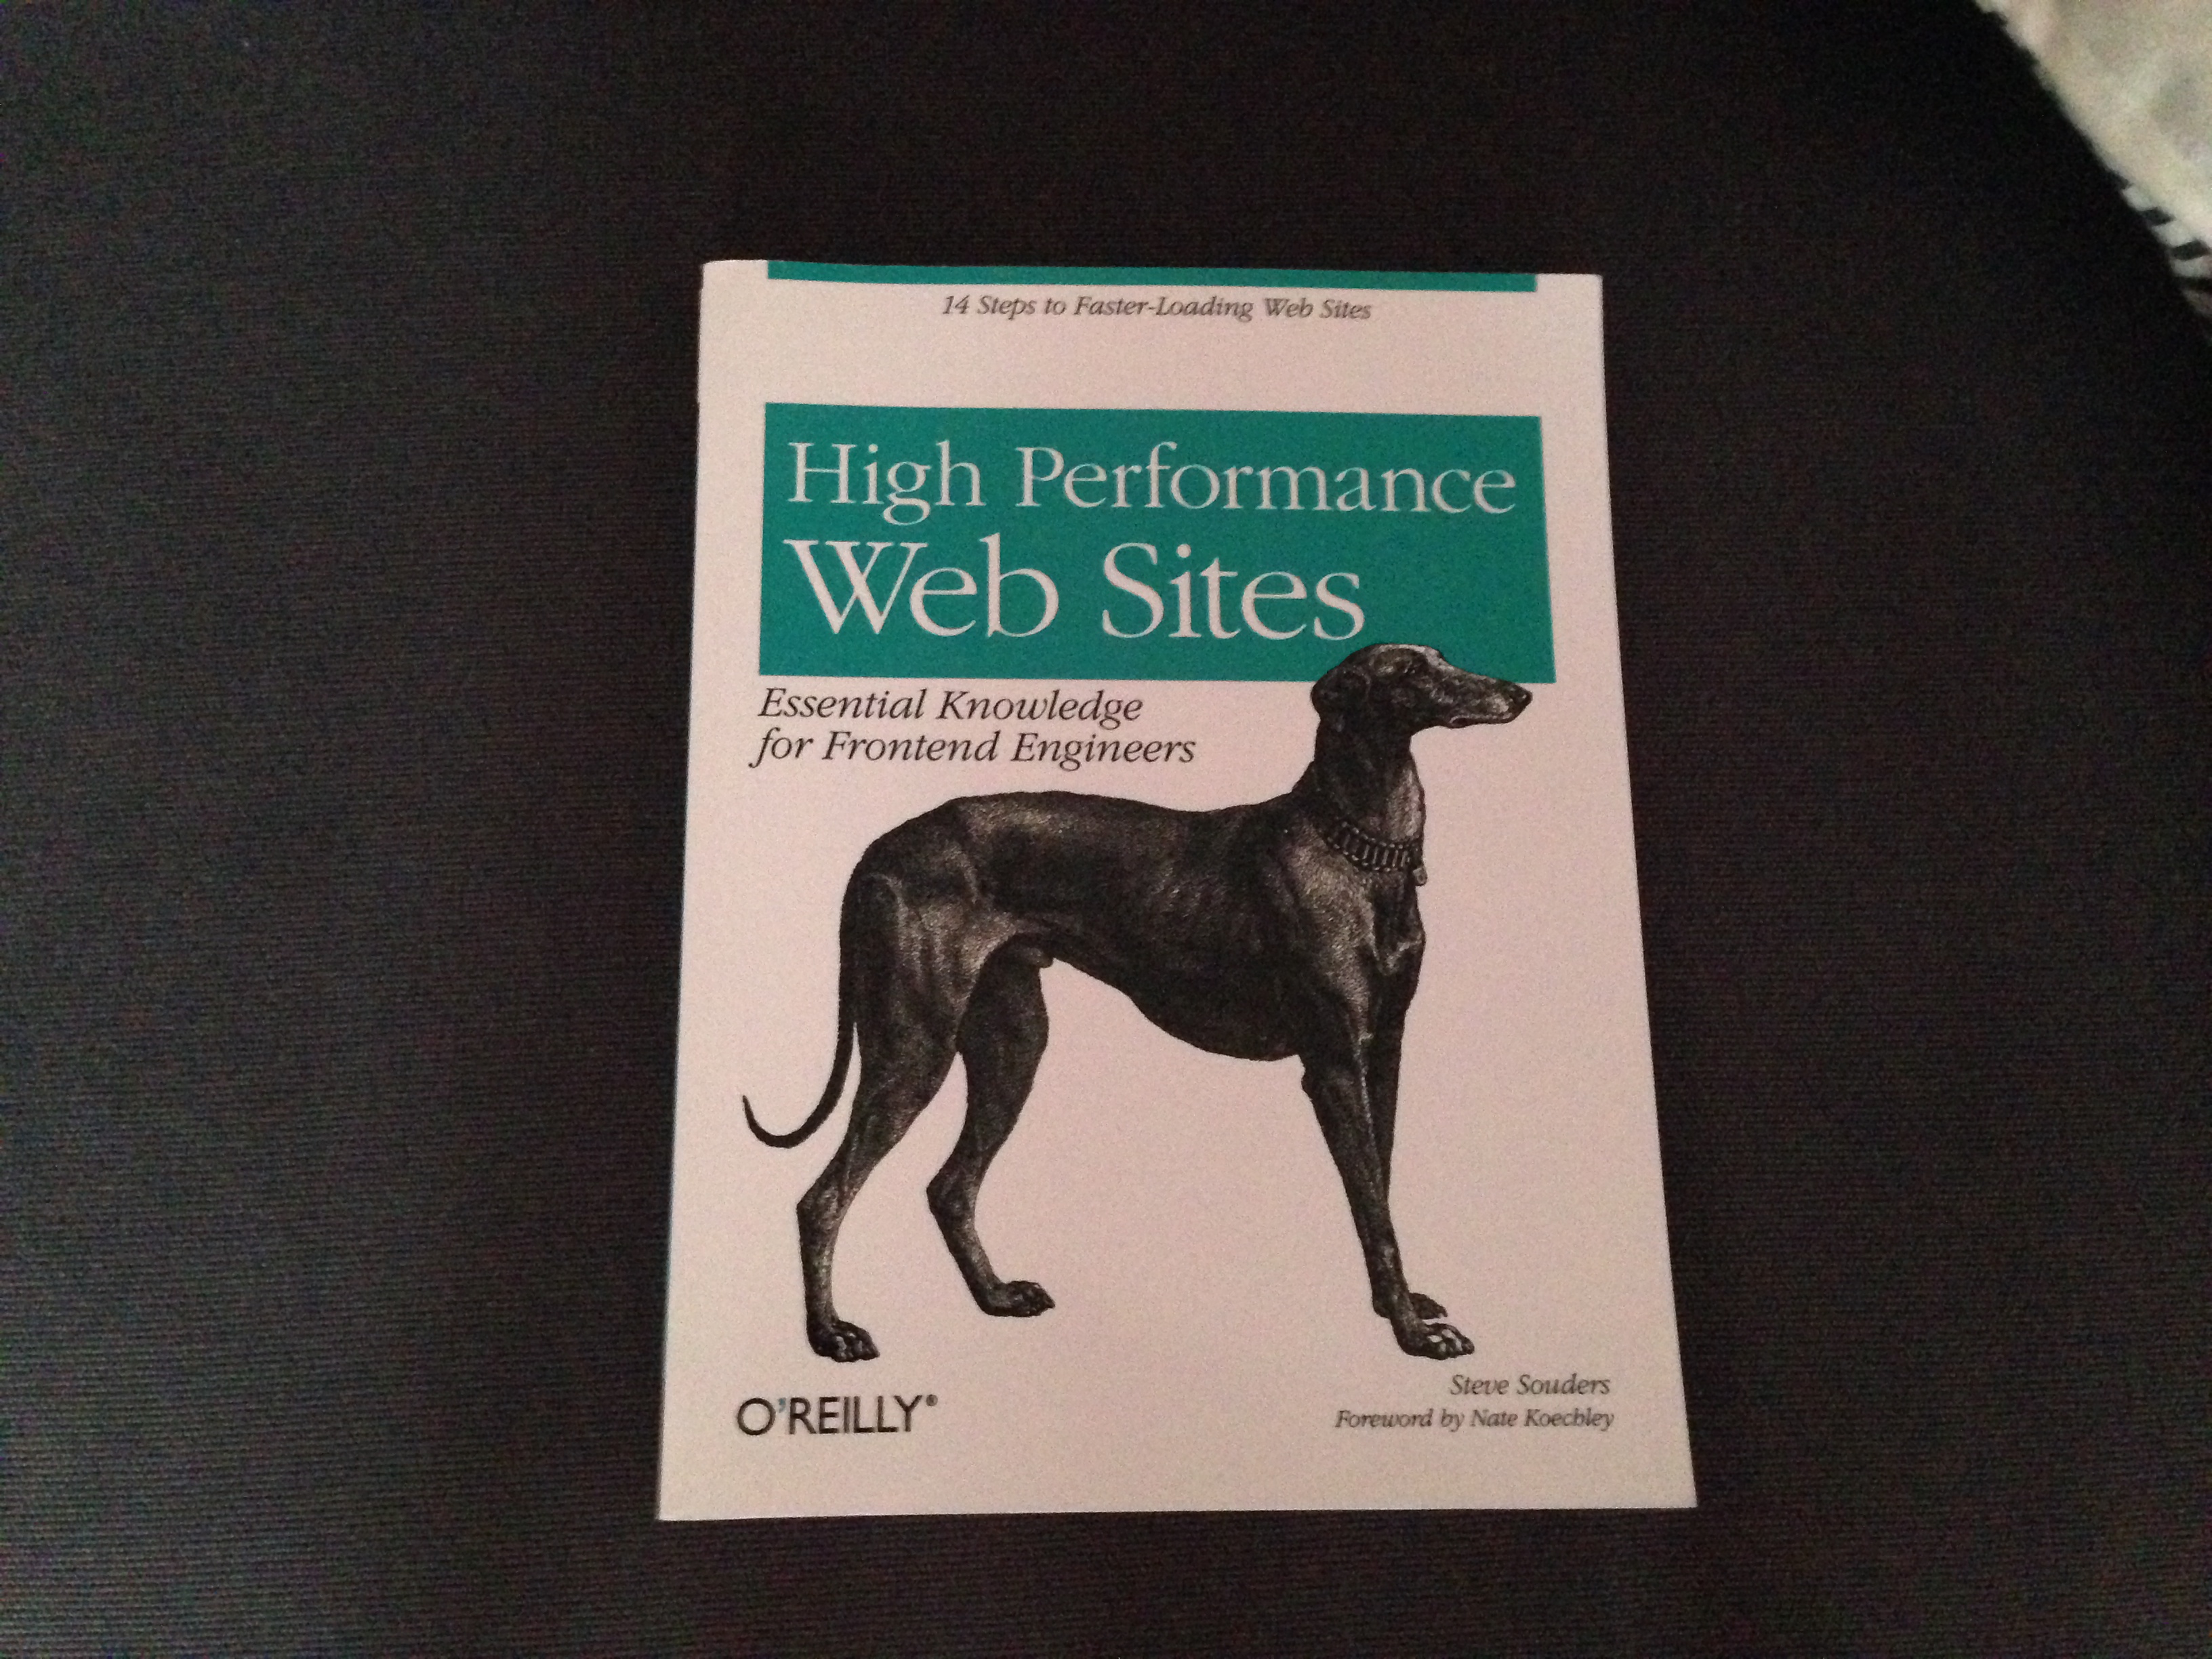 14 Steps to Faster-Loading Web Sites
High Performance
Web Sites
Essential Knowledge
for Frontend Engineers
O'REILLY®
Steve Souders
Foreword by Nate Koechley